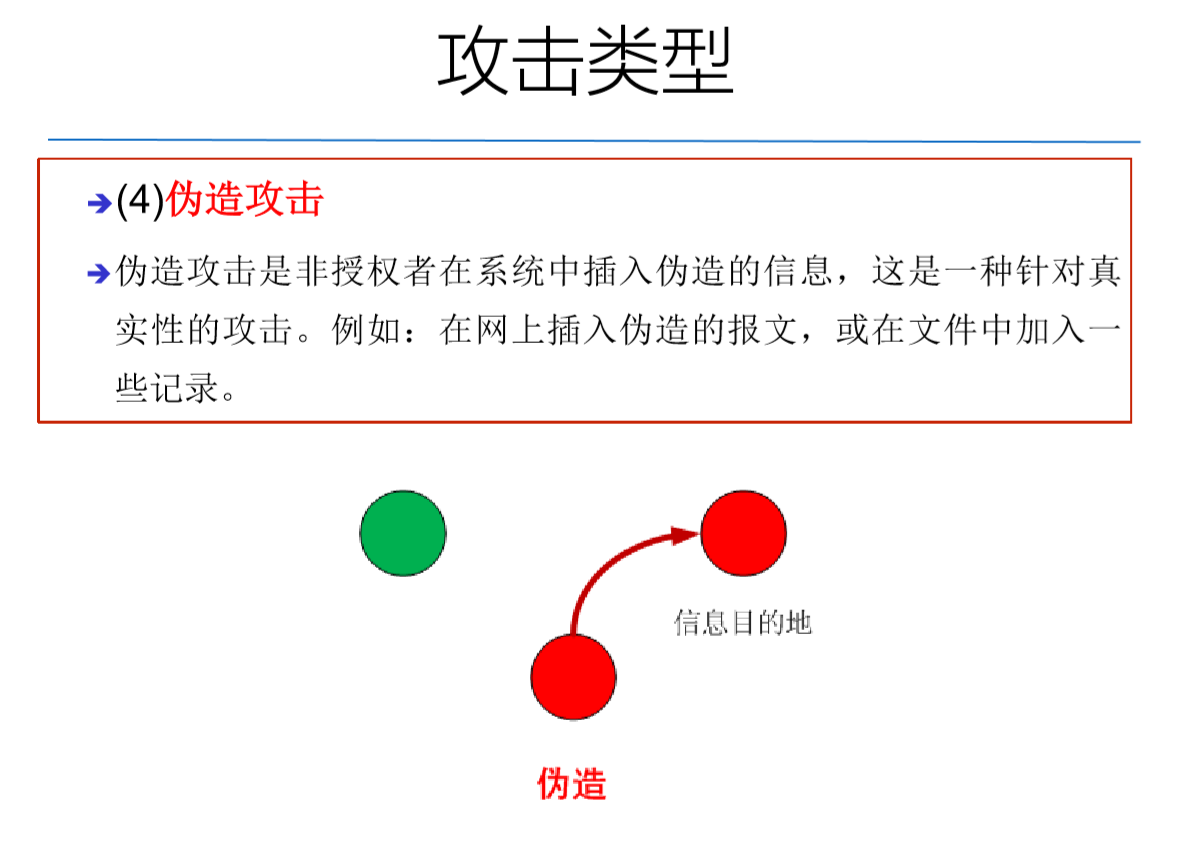 攻击类型
➔(4)伪造攻击
➔伪造攻击是非授权者在系统中插入伪造的信息，这是一种针对真
实性的攻击。例如：在网上插入伪造的报文，或在文件中加入一
些记录。
信息目的地
伪造